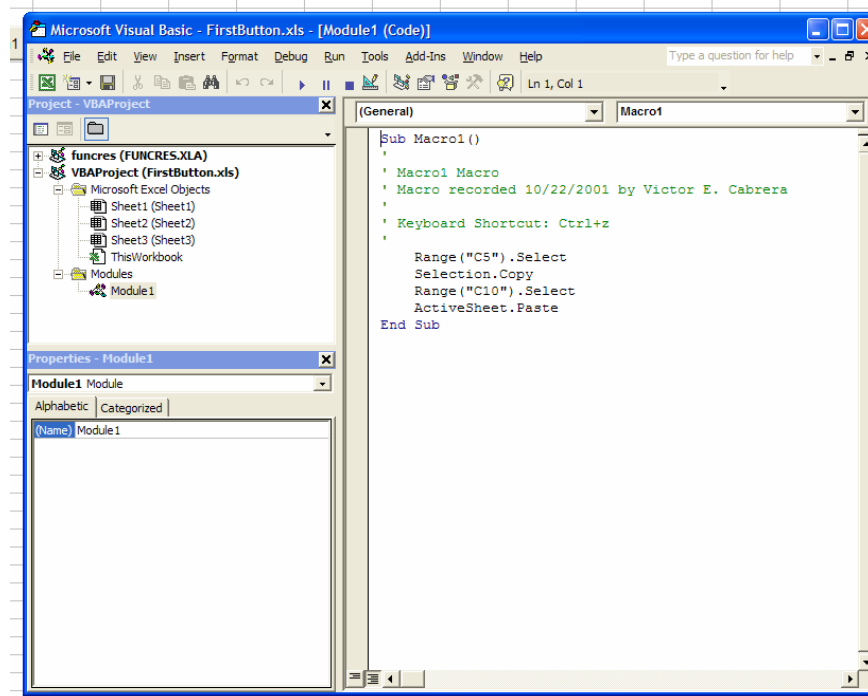 1
Microsoft Visual Basic - FirstButton.xls - [Module1 (Code)]
File Edit View Insert Format Debug Run Tools Add-Ins Window Help Type a question for help
Ln 1, Col 1
Project - VBAProject
funcres (FUNCRES.XLA)
VBAProject (FirstButton.xls)
Microsoft Excel Objects
Sheet1 (Sheet1)
Sheet2 (Sheet2)
Sheet3 (Sheet3)
ThisWorkbook
Modules
Module1
Properties - Module1
Module1 Module
Alphabetic Categorized
(Name) Module1
(General) Macro1
Sub Macro1()
'
' Macro1 Macro
' Macro recorded 10/22/2001 by Victor E. Cabrera
'
' Keyboard Shortcut: Ctrl+z
'
Range("C5").Select
Selection.Copy
Range("C10").Select
ActiveSheet.Paste
End Sub